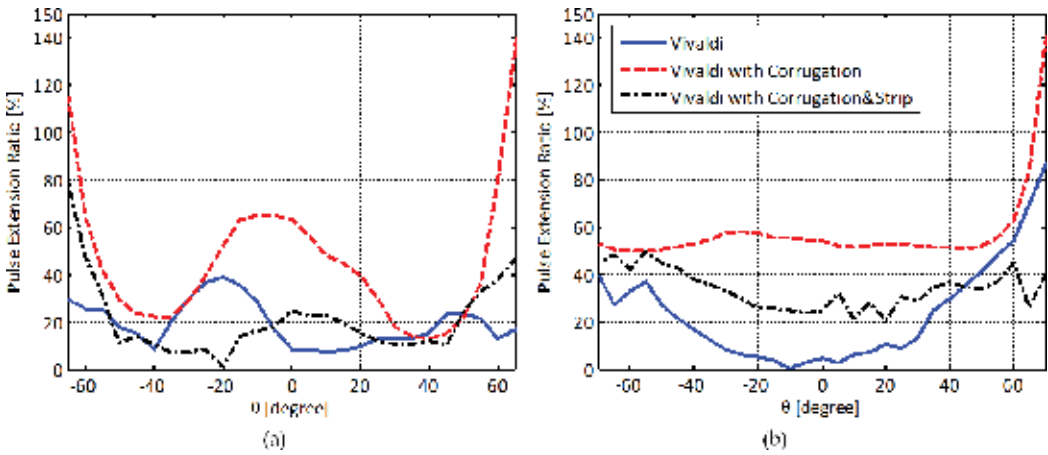 150
140
120
100
80
60
40
20
0
Pulse Extension Ratio [%]
-60 -40 -20 0 20 40 60
θ [degree]
(a)
150
140
120
100
80
60
40
20
0
Pulse Extension Ratio [%]
Vivaldi
Vivaldi with Corrugation
Vivaldi with Corrugation&Strip
-60 -40 -20 0 20 40 60
θ [degree]
(b)